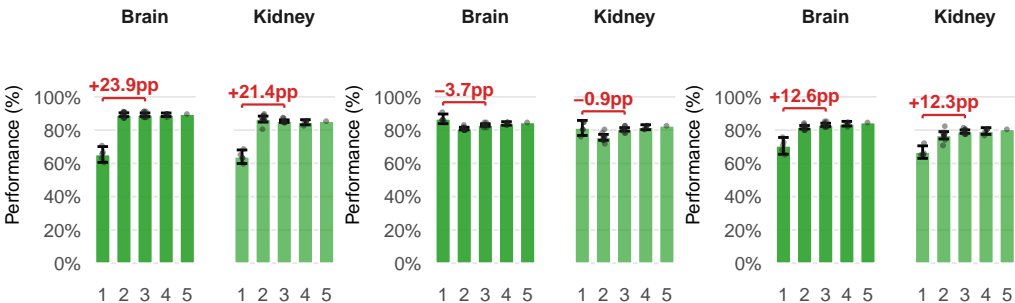 Brain Kidney Brain Kidney Brain Kidney
+23.9pp +21.4pp −3.7pp −0.9pp +12.6pp +12.3pp
Performance (%) Performance (%) Performance (%)
100% 100% 100%
80% 80% 80%
60% 60% 60%
40% 40% 40%
20% 20% 20%
0% 0% 0%
1 2 3 4 5 1 2 3 4 5 1 2 3 4 5 1 2 3 4 5 1 2 3 4 5 1 2 3 4 5